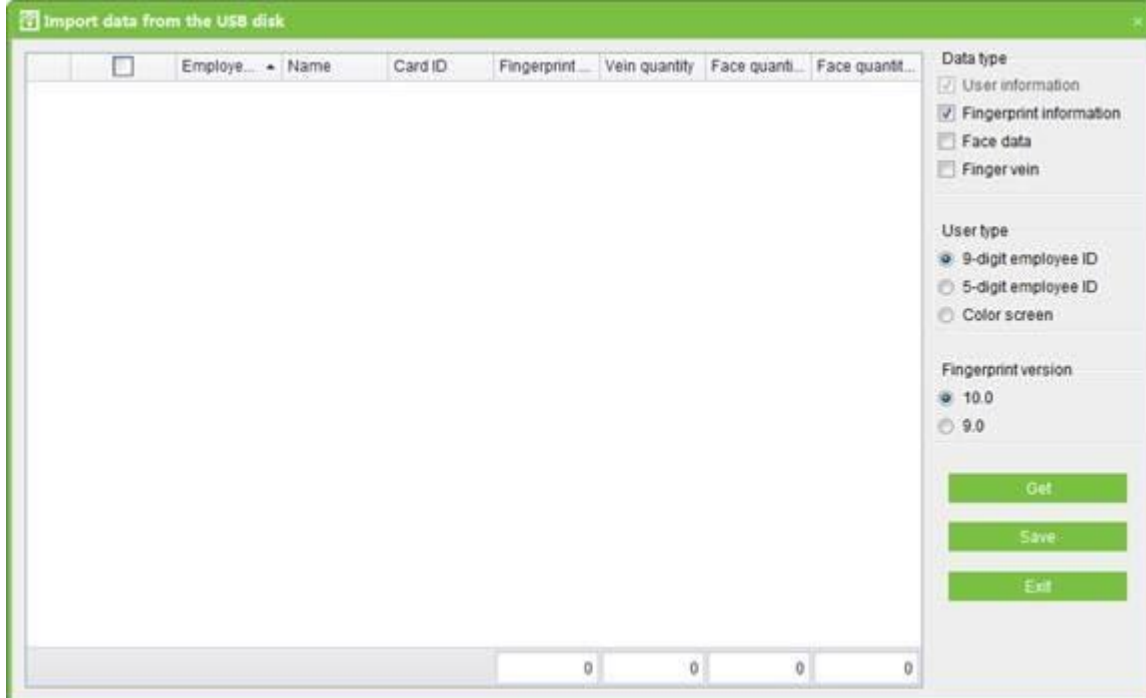 Import data from the USB disk
Employe... Name Card ID Fingerprint ... Vein quantity Face quanti... Face quantit...
Data type
User information
Fingerprint information
Face data
Finger vein
User type
9-digit employee ID
5-digit employee ID
Color screen
Fingerprint version
10.0
9.0
Get
Save
Exit
0 0 0 0